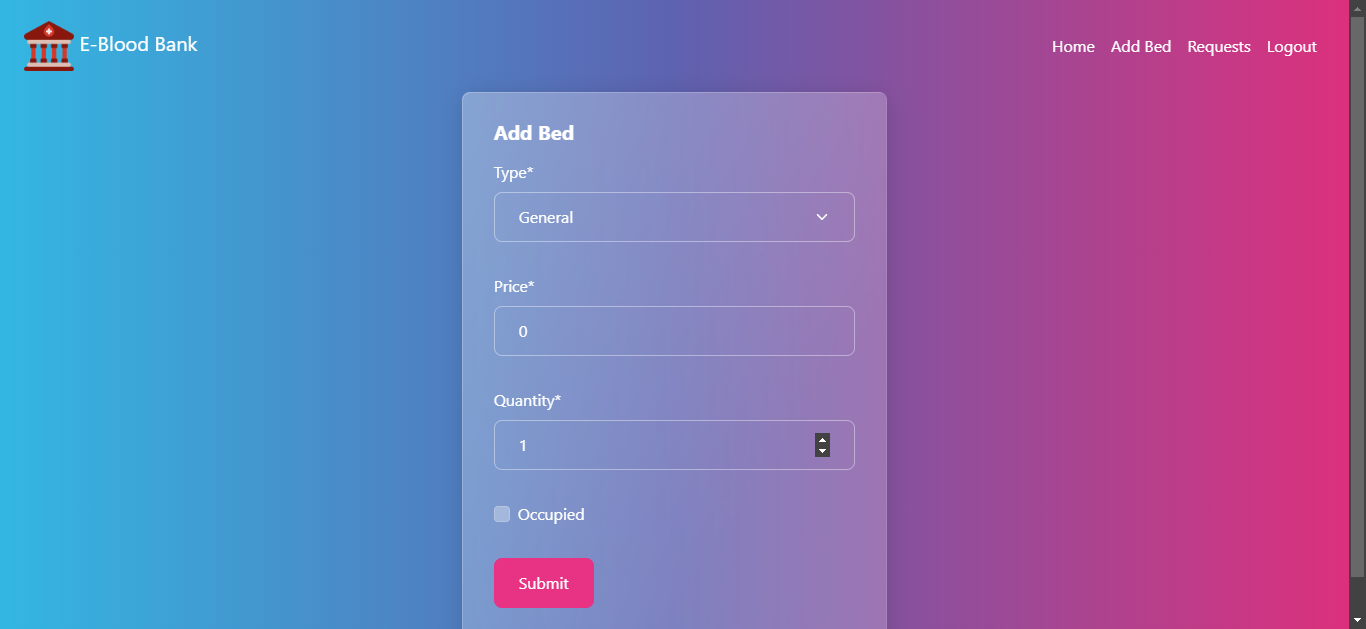 E-Blood Bank
Home Add Bed Requests Logout
Add Bed
Type*
General
Price*
0
Quantity*
1
Occupied
Submit